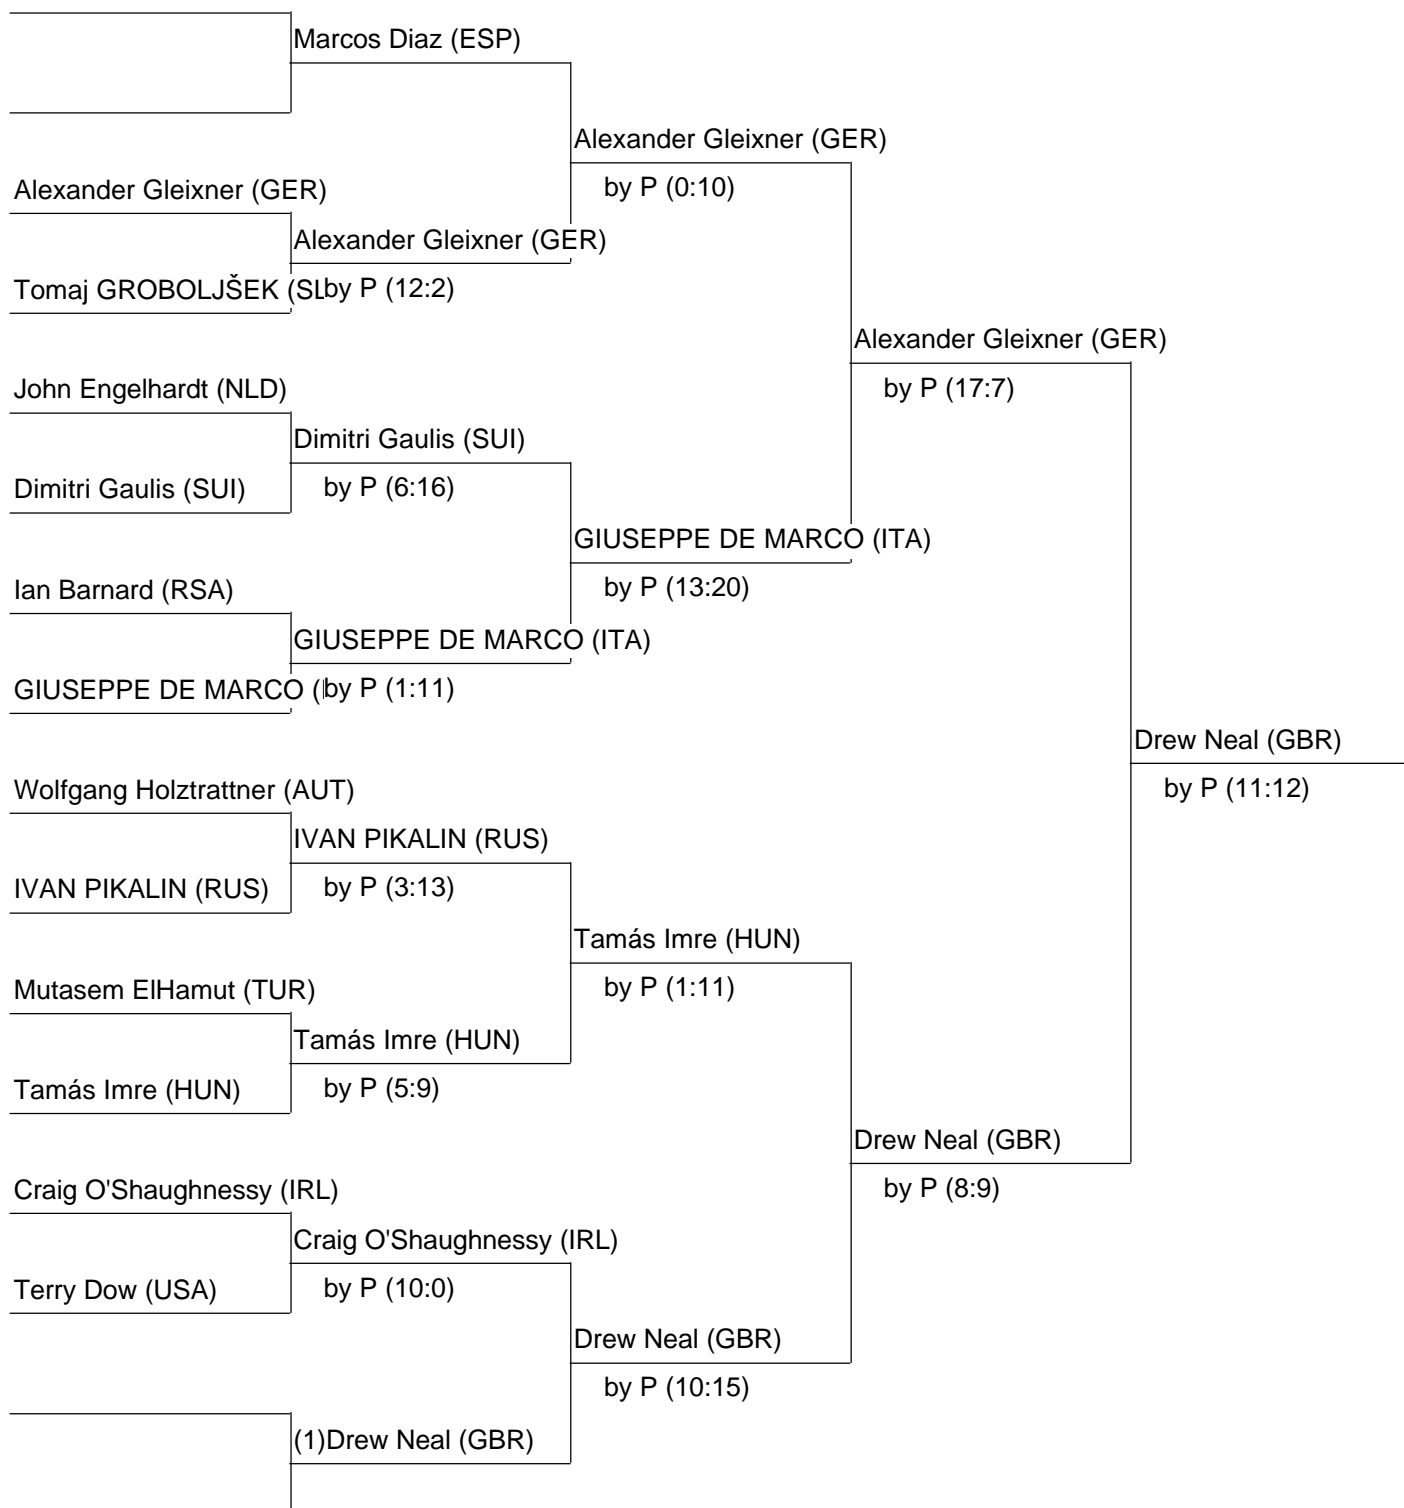 Marcos Diaz (ESP)
Alexander Gleixner (GER)
Alexander Gleixner (GER)
by P (0:10)
Alexander Gleixner (GER)
Tomaj GROBOLJŠEK (SL
by P (12:2)
Alexander Gleixner (GER)
John Engelhardt (NLD)
by P (17:7)
Dimitri Gaulis (SUI)
Dimitri Gaulis (SUI)
by P (6:16)
GIUSEPPE DE MARCO (ITA)
Ian Barnard (RSA)
by P (13:20)
GIUSEPPE DE MARCO (ITA)
GIUSEPPE DE MARCO (
by P (1:11)
Drew Neal (GBR)
Wolfgang Holztrattner (AUT)
by P (11:12)
IVAN PIKALIN (RUS)
IVAN PIKALIN (RUS)
by P (3:13)
Tamás Imre (HUN)
Mutasem ElHamut (TUR)
by P (1:11)
Tamás Imre (HUN)
Tamás Imre (HUN)
by P (5:9)
Drew Neal (GBR)
Craig O'Shaughnessy (IRL)
by P (8:9)
Craig O'Shaughnessy (IRL)
Terry Dow (USA)
by P (10:0)
Drew Neal (GBR)
by P (10:15)
(1)Drew Neal (GBR)